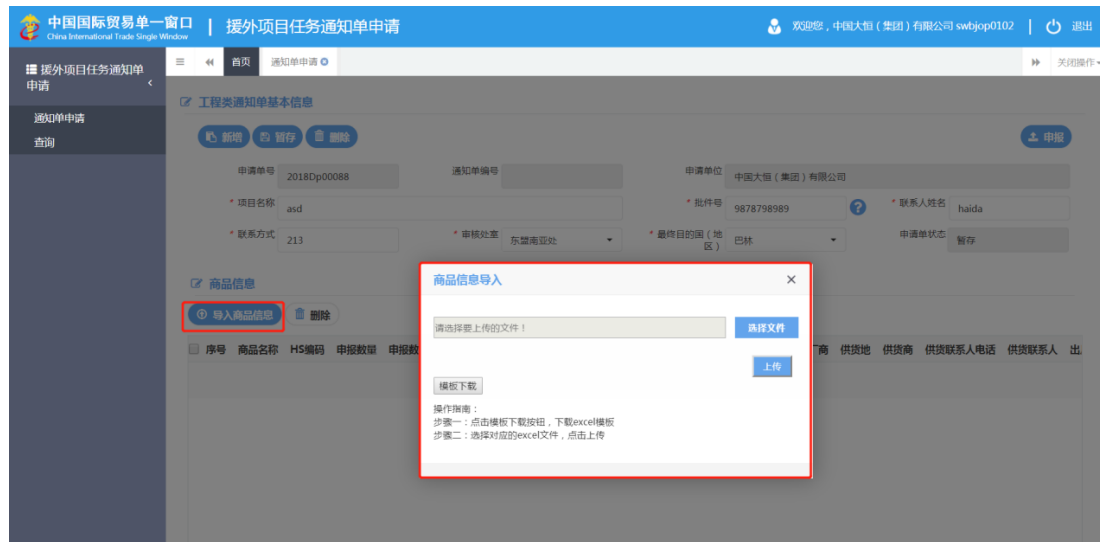 中国国际贸易单一窗口 | 援外项目任务通知单申请
China International Trade Single Window
欢迎您，中国大恒（集团）有限公司 swbjop0102 | 退出
援外项目任务通知单申请
通知单申请
查询
首页 通知单申请 关闭操作
工程类通知单基本信息
新增 暂存 删除 申报
申请单号 2018Dp00088 通知单编号 申请单位 中国大恒（集团）有限公司
* 项目名称 asd * 批件号 9878798989 * 联系人姓名 haida
* 联系方式 213 * 审核处室 东盟南亚处 * 最终目的国（地区） 巴林 申请单状态 暂存
商品信息
导入商品信息 删除
序号 商品名称 HS编码 申报数量 申报数 商 供货地 供货商 供货联系人电话 供货联系人 出
商品信息导入 ×
请选择要上传的文件！ 选择文件
上传
模板下载
操作指南：
步骤一：点击模板下载按钮，下载excel模板
步骤二：选择对应的excel文件，点击上传